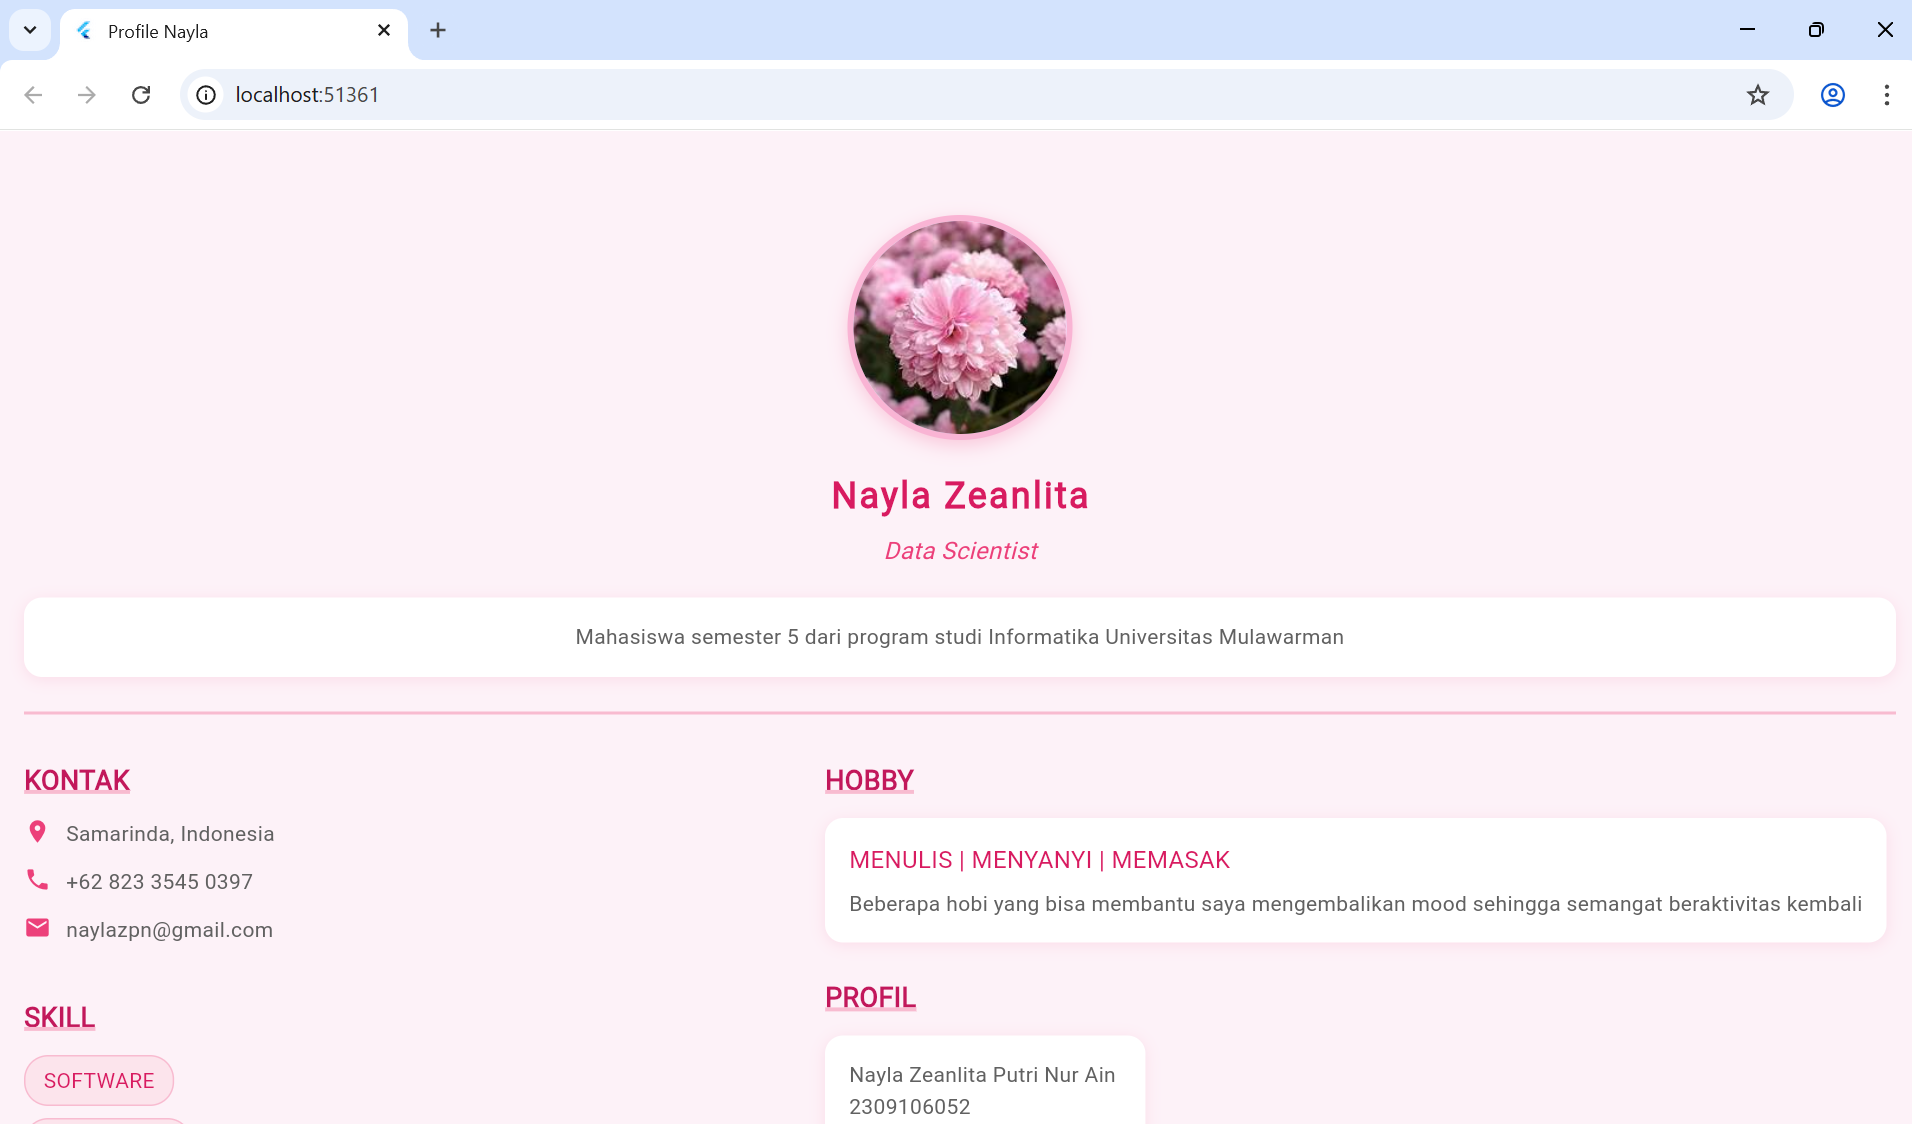 Profile Nayla
localhost:51361
Nayla Zeanlita
Data Scientist
Mahasiswa semester 5 dari program studi Informatika Universitas Mulawarman
KONTAK
Samarinda, Indonesia
+62 823 3545 0397
naylazpn@gmail.com
SKILL
SOFTWARE
HOBBY
MENULIS | MENYANYI | MEMASAK
Beberapa hobi yang bisa membantu saya mengembalikan mood sehingga semangat beraktivitas kembali
PROFIL
Nayla Zeanlita Putri Nur Ain
2309106052